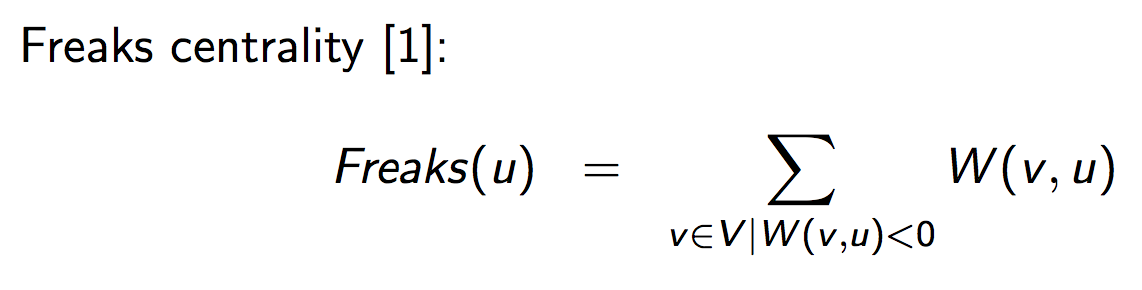 Freaks centrality [1]:
Freaks(u) = ∑ W(v, u)
v∈V|W(v,u)<0